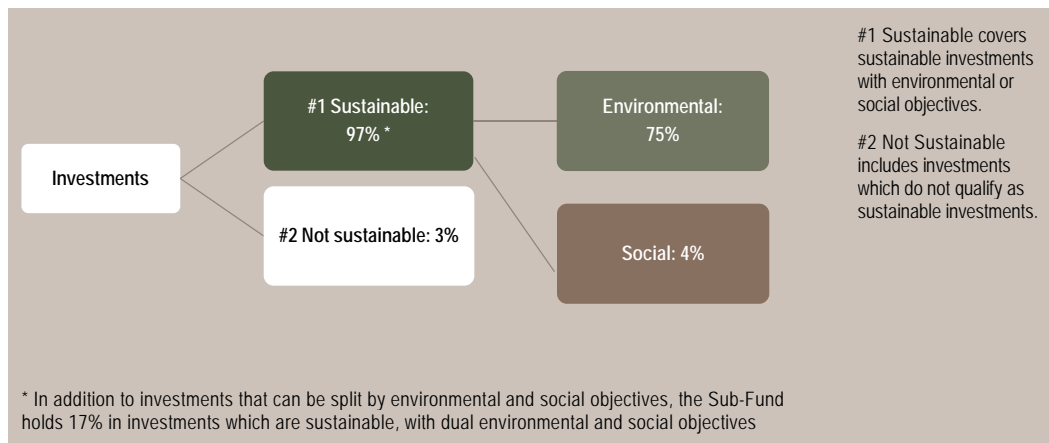 Investments
#1 Sustainable:
97% *
#2 Not sustainable: 3%
Environmental:
75%
Social: 4%
#1 Sustainable covers
sustainable investments
with environmental or
social objectives.
#2 Not Sustainable
includes investments
which do not qualify as
sustainable investments.
* In addition to investments that can be split by environmental and social objectives, the Sub-Fund
holds 17% in investments which are sustainable, with dual environmental and social objectives